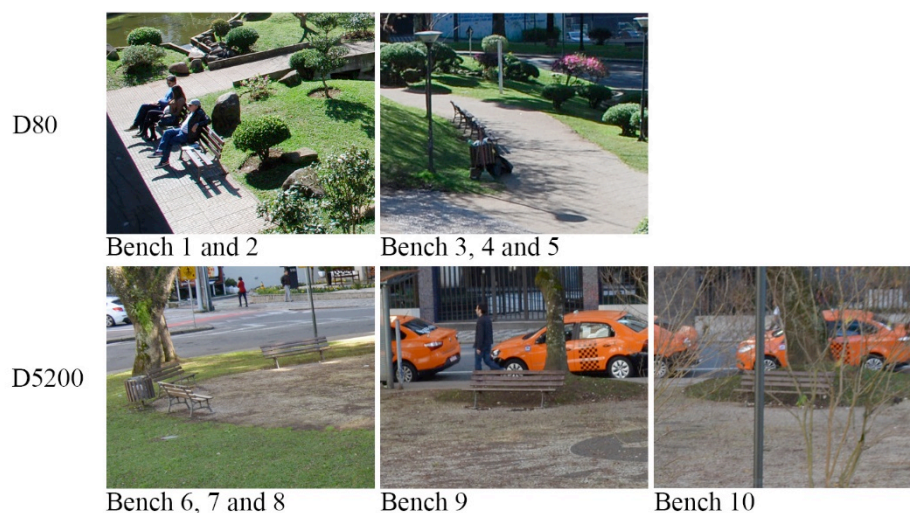 D80
Bench 1 and 2
Bench 3, 4 and 5
D5200
Bench 6, 7 and 8
Bench 9
Bench 10